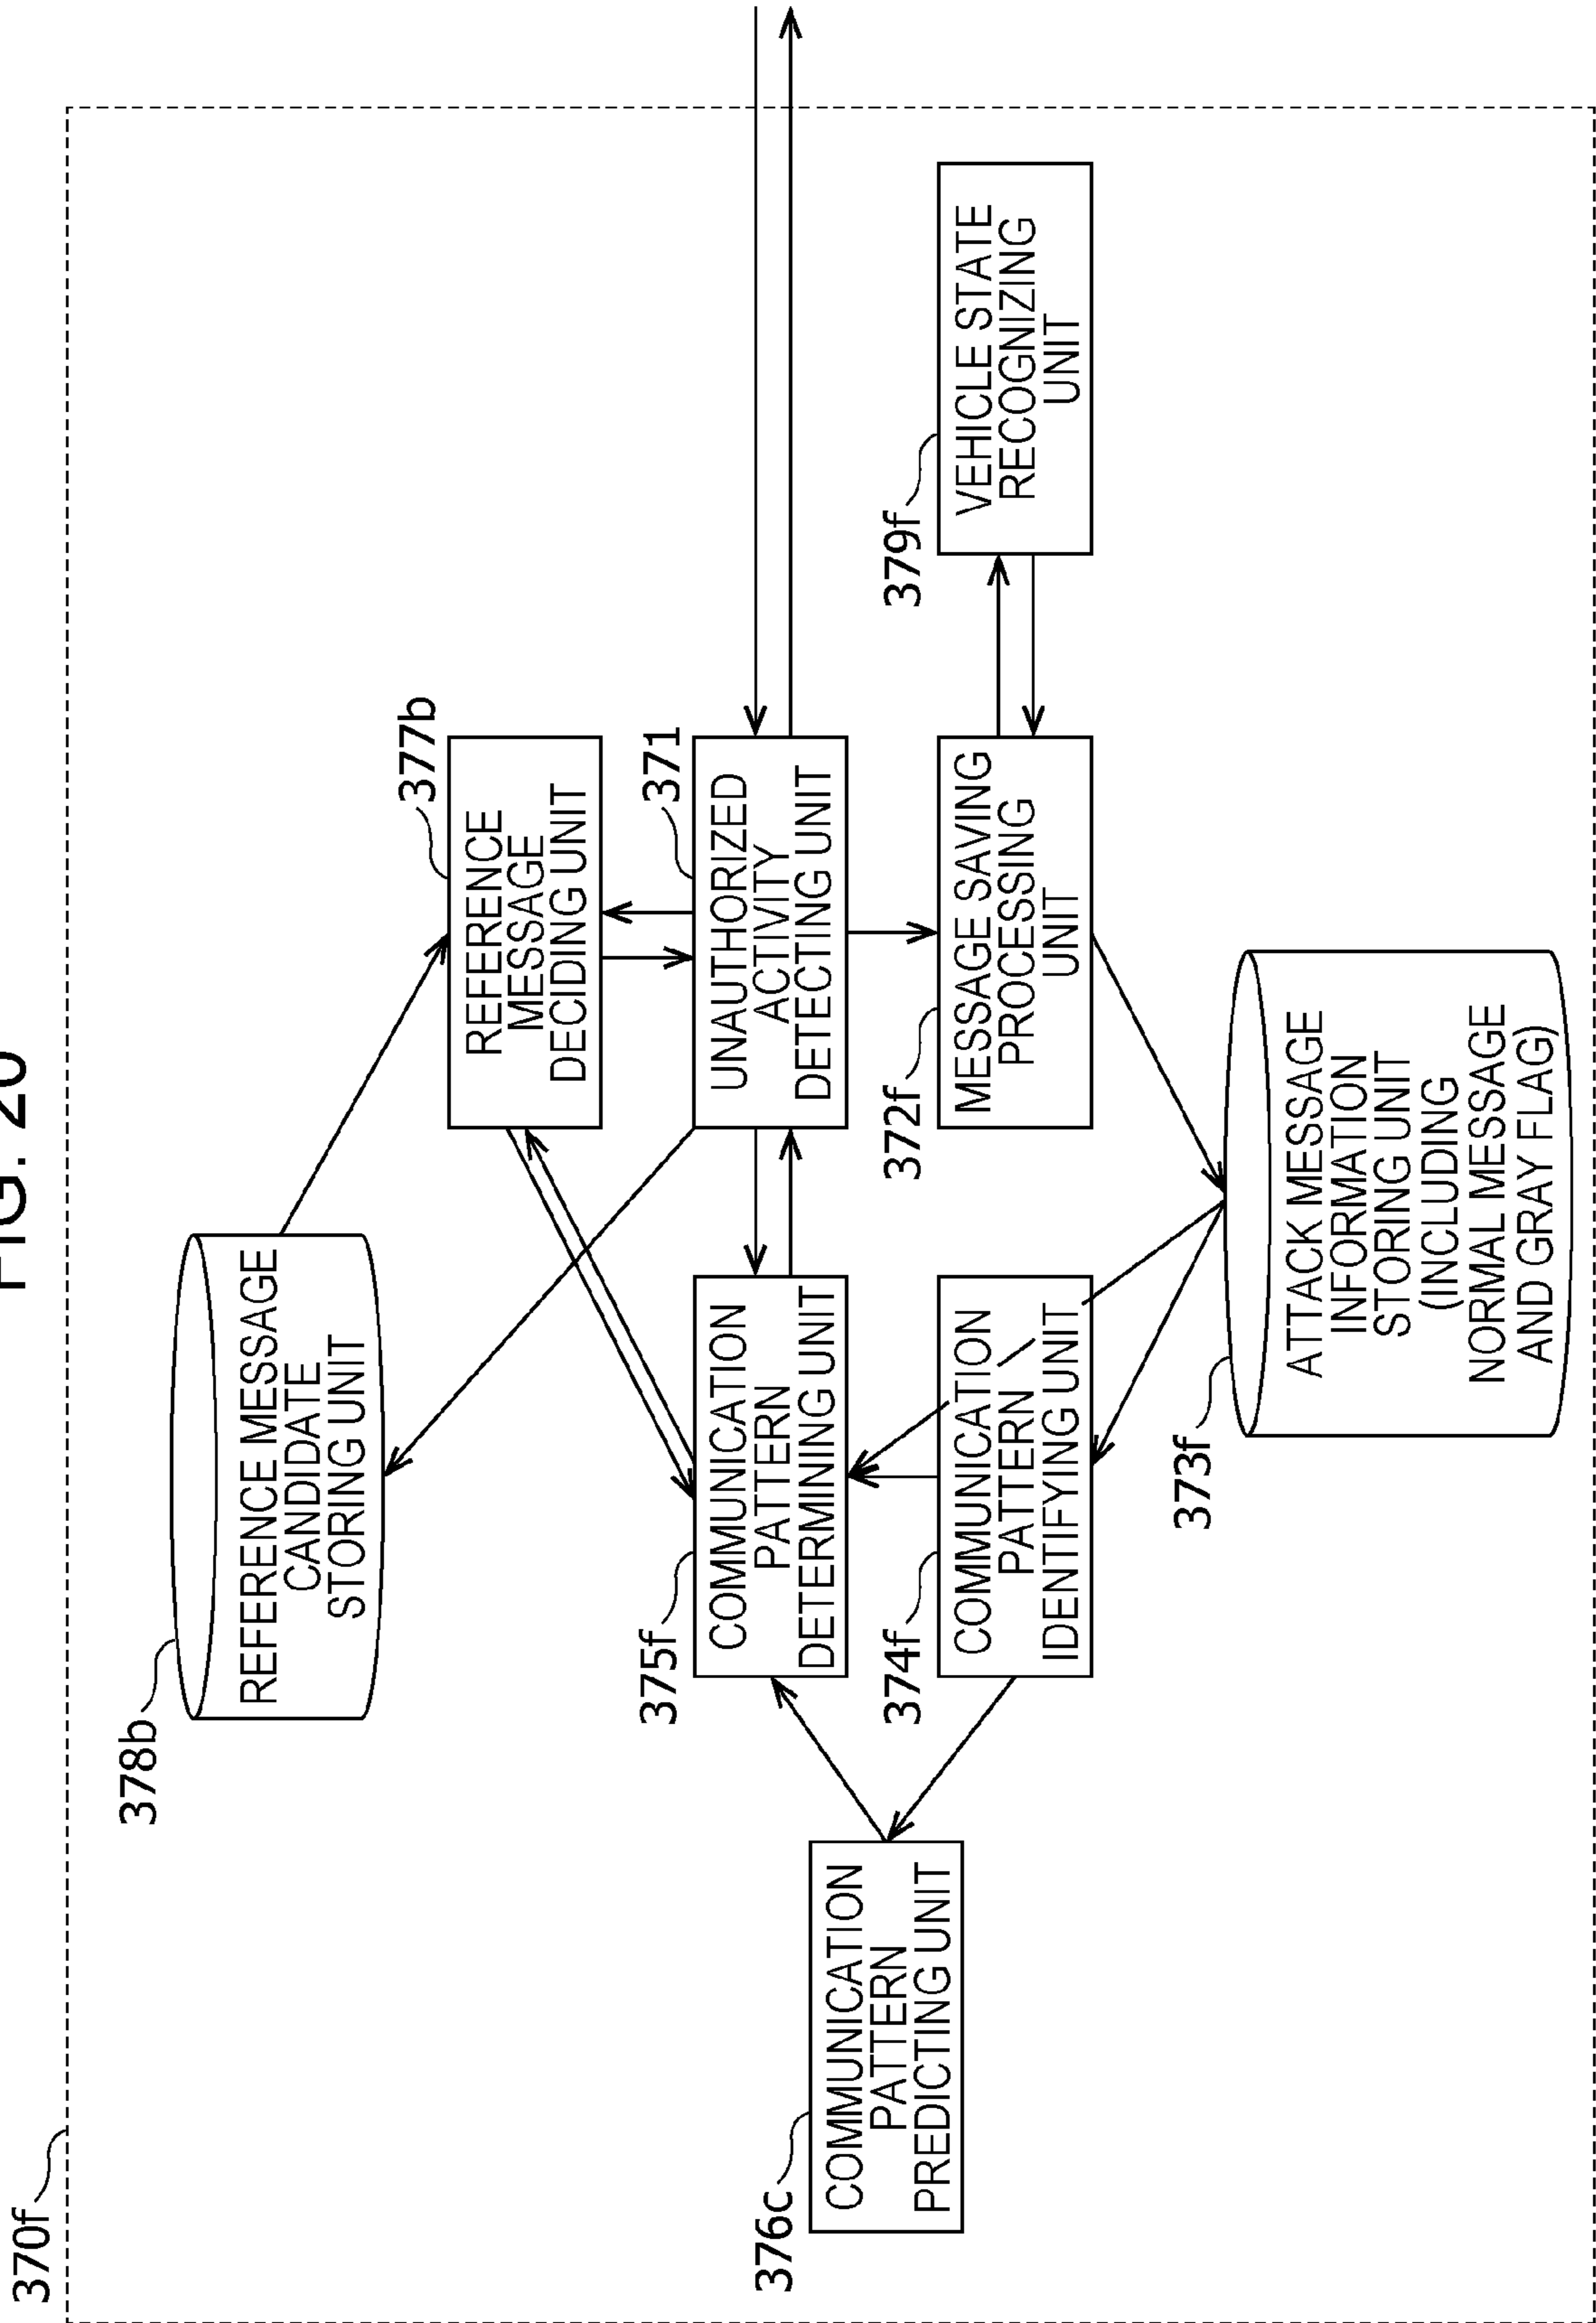 FIG. 20
370f
378b
REFERENCE MESSAGE
CANDIDATE
STORING UNIT
377b
REFERENCE
MESSAGE
DECIDING UNIT
375f
COMMUNICATION
PATTERN
DETERMINING UNIT
371
UNAUTHORIZED
ACTIVITY
DETECTING UNIT
376c
COMMUNICATION
PATTERN
PREDICTING UNIT
374f
COMMUNICATION
PATTERN
IDENTIFYING UNIT
372f
MESSAGE SAVING
PROCESSING
UNIT
379f
VEHICLE STATE
RECOGNIZING
UNIT
373f
ATTACK MESSAGE
INFORMATION
STORING UNIT
(INCLUDING
NORMAL MESSAGE
AND GRAY FLAG)